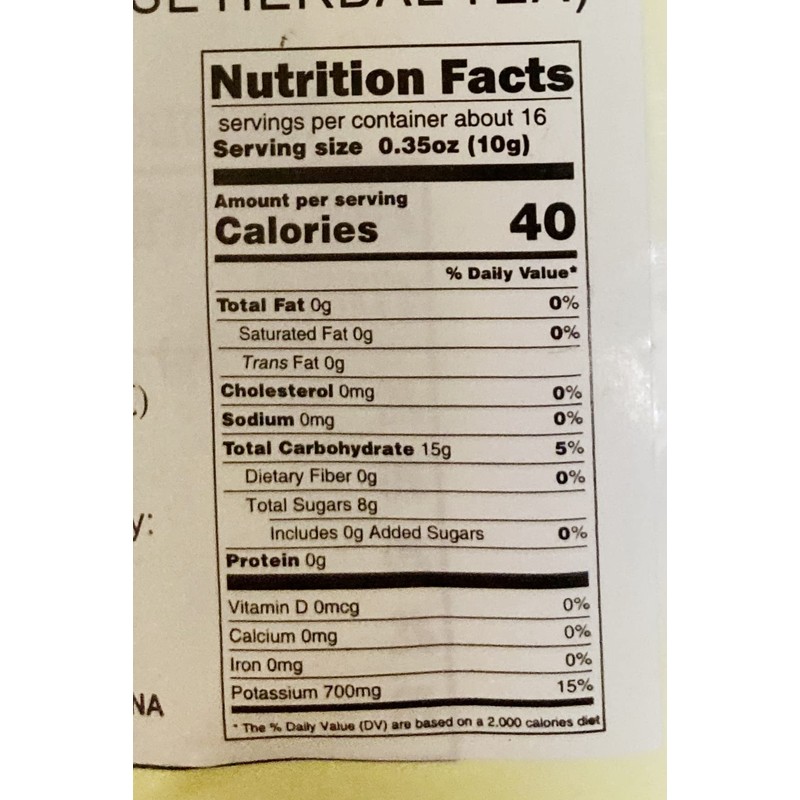 HERBAL TEA)
Nutrition Facts
servings per container about 16
Serving size 0.35oz (10g)
Amount per serving
Calories 40
% Daily Value*
Total Fat 0g 0%
Saturated Fat 0g 0%
Trans Fat 0g
Cholesterol 0mg 0%
Sodium 0mg 0%
Total Carbohydrate 15g 5%
Dietary Fiber 0g 0%
Total Sugars 8g
Includes 0g Added Sugars 0%
Protein 0g
Vitamin D 0mcg 0%
Calcium 0mg 0%
Iron 0mg 0%
Potassium 700mg 15%
* The % Daily Value (DV) are based on a 2.000 calories diet
y:
NA